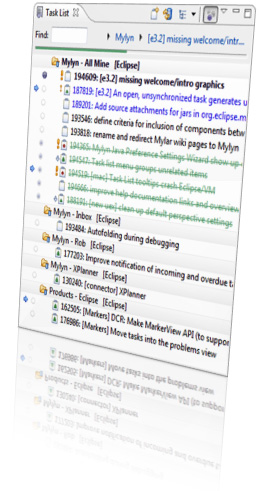 Task List
Find:
Mylyn
[e3.2] missing welcome/intr...
Mylyn - All Mine [Eclipse]
194609: [e3.2] missing welcome/intro graphics
187819: [e3.2] An open, unsynchronized task generates u
189201: Add source attachments for jars in org.eclipse.m
193546: define criteria for inclusion of components betw
193818: rename and redirect Mylar wiki pages to Mylyn
194365: Mylyn Java Preference Settings Wizard show up
194547: Task list menu groups unrelated items
194519: [mac] Task List tooltips crash Eclipse/VM
194666: improve help documentation links and overview
188191: [new use] clean up default perspective settings
Mylyn - Inbox [Eclipse]
193484: Autofolding during debugging
Mylyn - Rob [Eclipse]
177203: Improve notification of incoming and overdue ta
Mylyn - XPlanner [Eclipse]
130240: [connector] XPlanner
Products - Eclipse [Eclipse]
162505: [Markers] DCR: Make MarkerView API (to suppor
176986: [Markers] Move tasks into the problems view